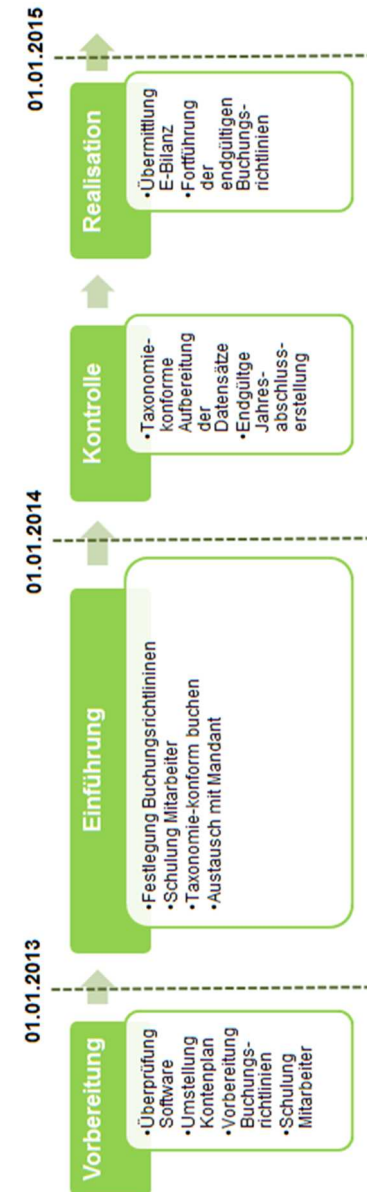 01.01.2013
01.01.2014
01.01.2015
Vorbereitung
•Überprüfung
Software
•Umstellung
Kontenplan
•Vorbereitung
Buchungs-
richtlinien
•Schulung
Mitarbeiter
Einführung
•Festlegung Buchungsrichtlininen
•Schulung Mitarbeiter
•Taxonomie-konform buchen
•Austausch mit Mandant
Kontrolle
•Taxonomie-
konforme
Aufbereitung
der
Datensätze
•Endgültge
Jahres-
abschluss-
erstellung
Realisation
•Übermittlung
E-Bilanz
•Fortführung
der
endgültigen
Buchungs-
richtlinien